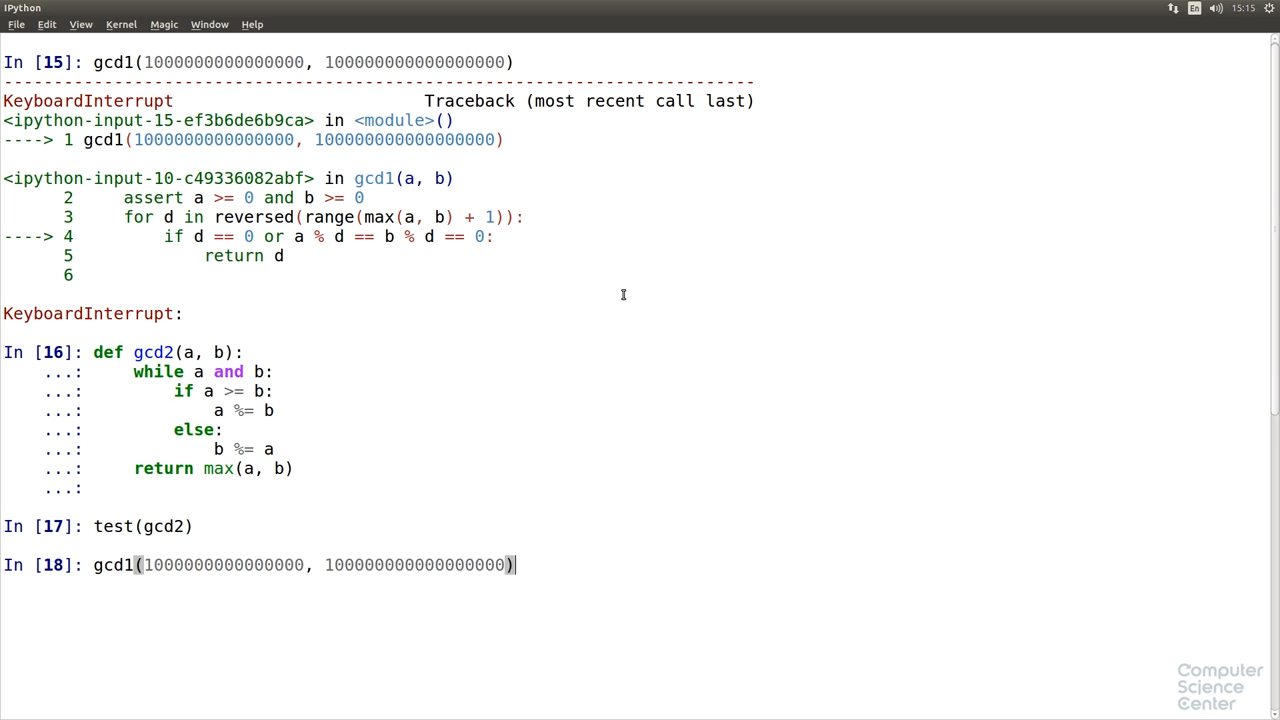 IPython
En 15:15
File Edit View Kernel Magic Window Help
In [15]: gcd1(1000000000000000, 100000000000000000)
---------------------------------------------------------------------------
KeyboardInterrupt                         Traceback (most recent call last)
<ipython-input-15-ef3b6de6b9ca> in <module>()
----> 1 gcd1(1000000000000000, 100000000000000000)
<ipython-input-10-c49336082abf> in gcd1(a, b)
      2     assert a >= 0 and b >= 0
      3     for d in reversed(range(max(a, b) + 1)):
----> 4         if d == 0 or a % d == b % d == 0:
      5             return d
      6
KeyboardInterrupt:
In [16]: def gcd2(a, b):
    ...:     while a and b:
    ...:         if a >= b:
    ...:             a %= b
    ...:         else:
    ...:             b %= a
    ...:     return max(a, b)
    ...:
In [17]: test(gcd2)
In [18]: gcd1(1000000000000000, 100000000000000000)
Computer
Science
Center